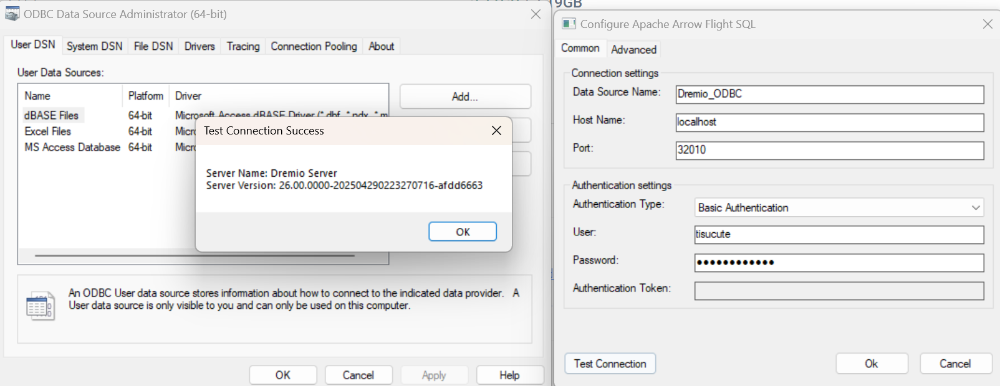 9GB
ODBC Data Source Administrator (64-bit)
User DSN
System DSN
File DSN
Drivers
Tracing
Connection Pooling
About
User Data Sources:
Name Platform Driver
dBASE Files 64-bit Microsoft Access dBASE Driver (*.dbf, *.ndx, *.m
Excel Files 64-bit Micr
MS Access Database 64-bit Micr
Add...
Test Connection Success
Server Name: Dremio Server
Server Version: 26.00.0000-202504290223270716-afdd6663
OK
An ODBC User data source stores information about how to connect to the indicated data provider. A
User data source is only visible to you and can only be used on this computer.
OK
Cancel
Apply
Help
Configure Apache Arrow Flight SQL
Common
Advanced
Connection settings
Data Source Name: Dremio_ODBC
Host Name: localhost
Port: 32010
Authentication settings
Authentication Type: Basic Authentication
User: tisucute
Password: ●●●●●●●●●●●●
Authentication Token:
Test Connection
Ok
Cancel